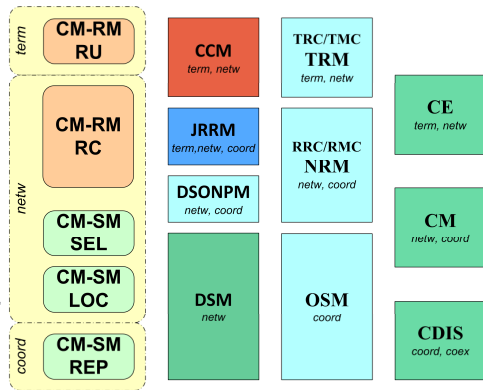 term
CM-RM
RU
netw
CM-RM
RC
CM-SM
SEL
CM-SM
LOC
coord
CM-SM
REP
CCM
term, netw
JRRM
term,netw, coord
DSONPM
netw, coord
DSM
netw
TRC/TMC
TRM
term, netw
RRC/RMC
NRM
netw, coord
OSM
coord
CE
term, netw
CM
netw, coord
CDIS
coord, coex